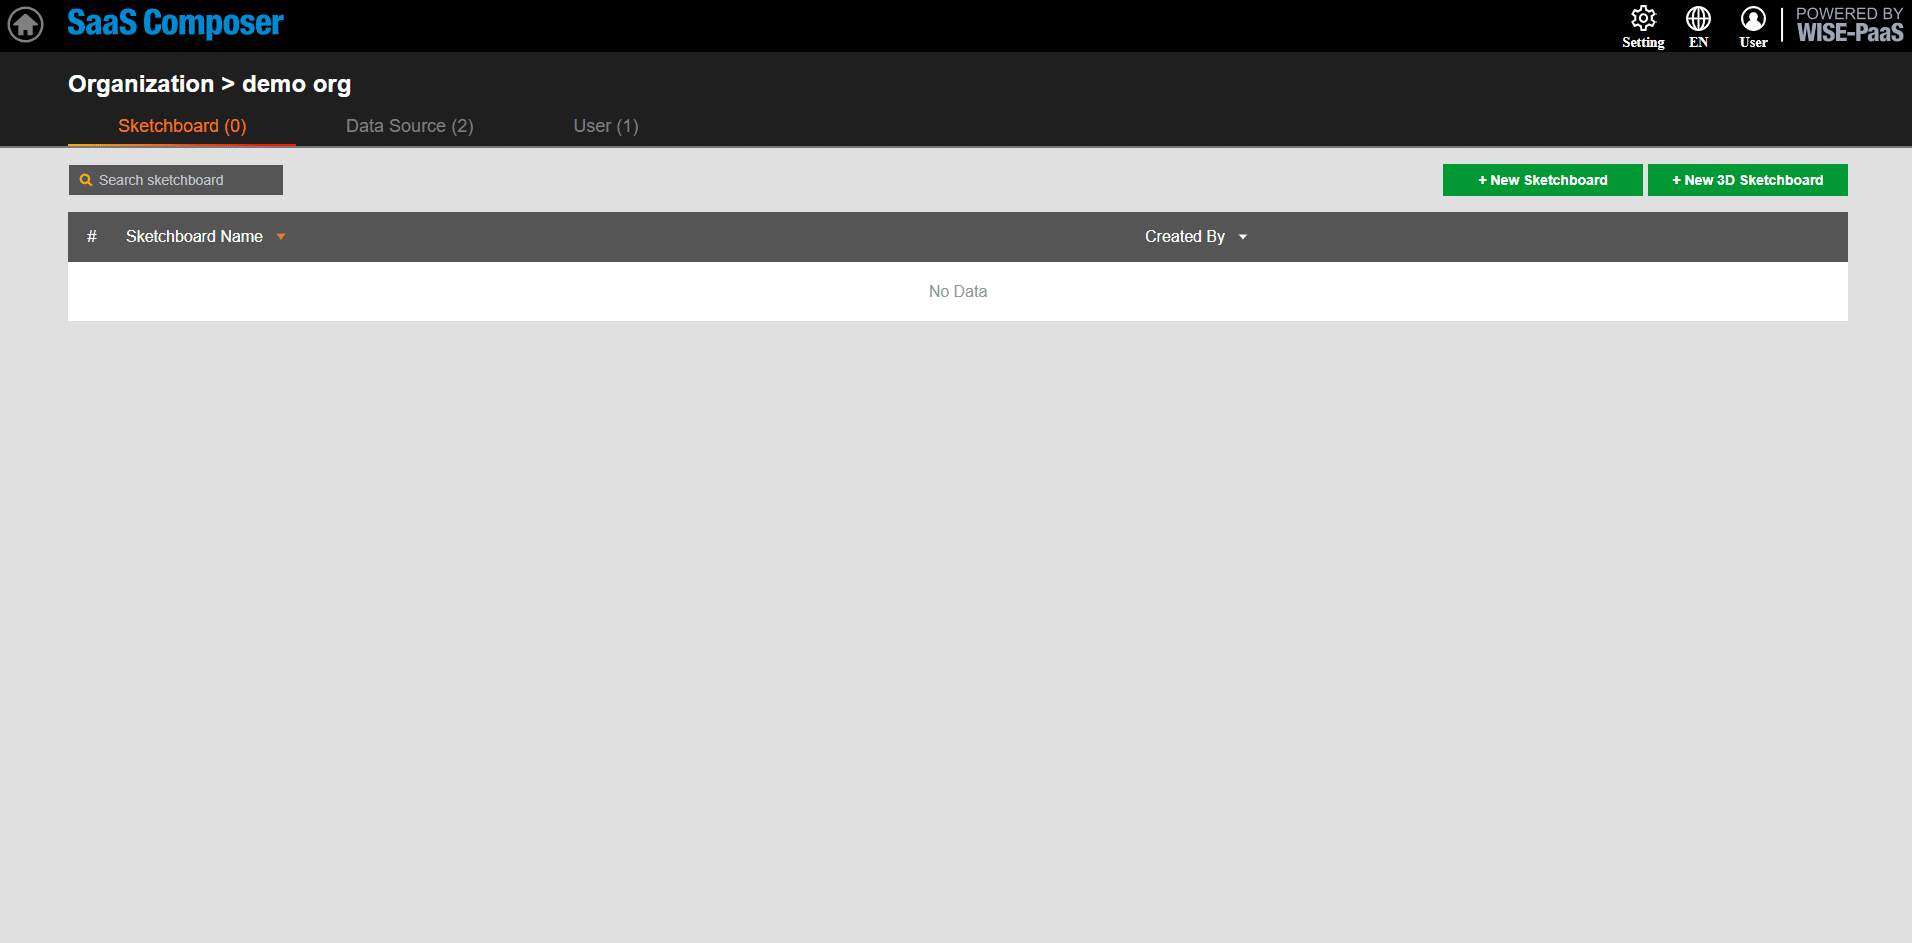 SaaS Composer
Setting
EN
User
POWERED BY
WISE-PaaS
Organization > demo org
Sketchboard (0)
Data Source (2)
User (1)
Search sketchboard
+ New Sketchboard
+ New 3D Sketchboard
# Sketchboard Name
Created By
No Data